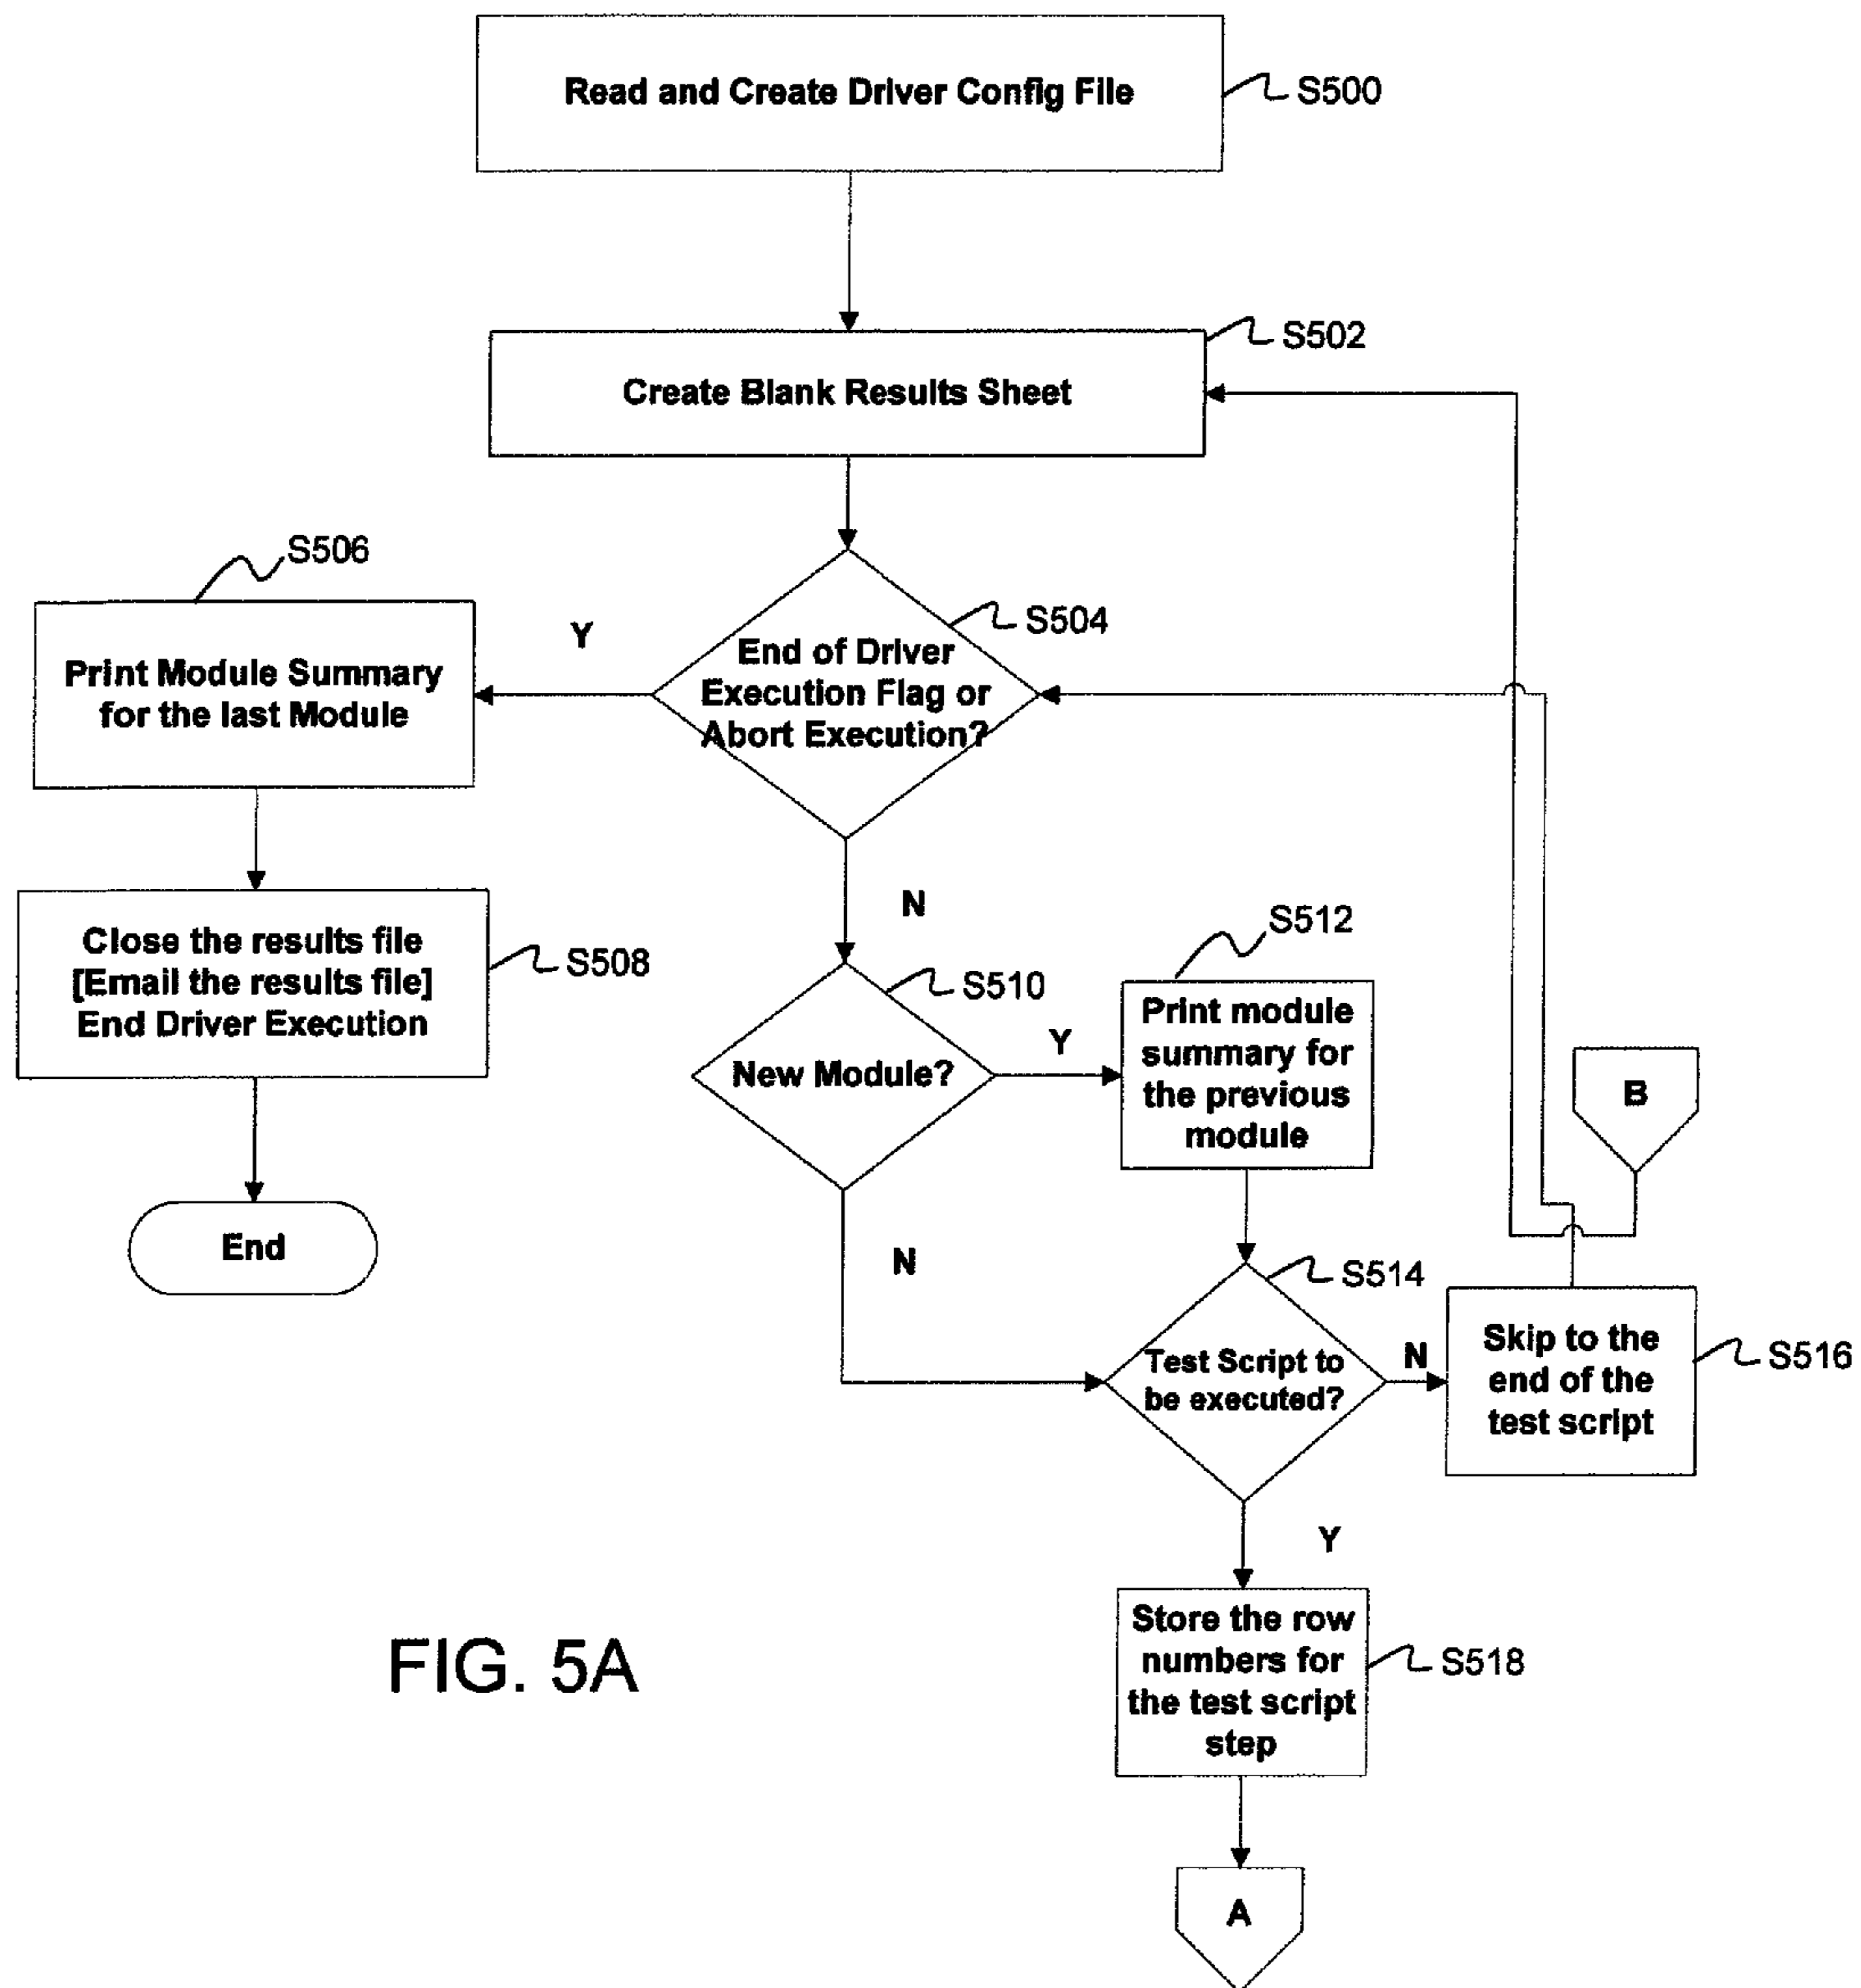 Read and Create Driver Config File
S500
S502
Create Blank Results Sheet
S506
S504
Y
End of Driver
Execution Flag or
Abort Execution?
Print Module Summary
for the last Module
N
S512
Close the results file
[Email the results file]
End Driver Execution
S508
S510
Print module
summary for
the previous
module
Y
New Module?
B
End
N
S514
Test Script to
be executed?
N
Skip to the
end of the
test script
S516
Y
Store the row
numbers for
the test script
step
S518
FIG. 5A
A